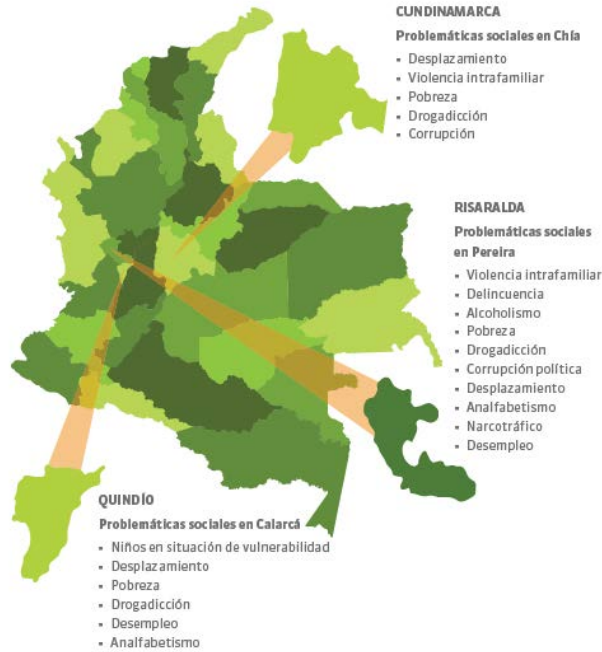 CUNDINAMARCA
Problemáticas sociales en Chía
▪ Desplazamiento
▪ Violencia intrafamiliar
▪ Pobreza
▪ Drogadicción
▪ Corrupción
RISARALDA
Problemáticas sociales
en Pereira
▪ Violencia intrafamiliar
▪ Delincuencia
▪ Alcoholismo
▪ Pobreza
▪ Drogadicción
▪ Corrupción política
▪ Desplazamiento
▪ Analfabetismo
▪ Narcotráfico
▪ Desempleo
QUINDÍO
Problemáticas sociales en Calarcá
▪ Niños en situación de vulnerabilidad
▪ Desplazamiento
▪ Pobreza
▪ Drogadicción
▪ Desempleo
▪ Analfabetismo